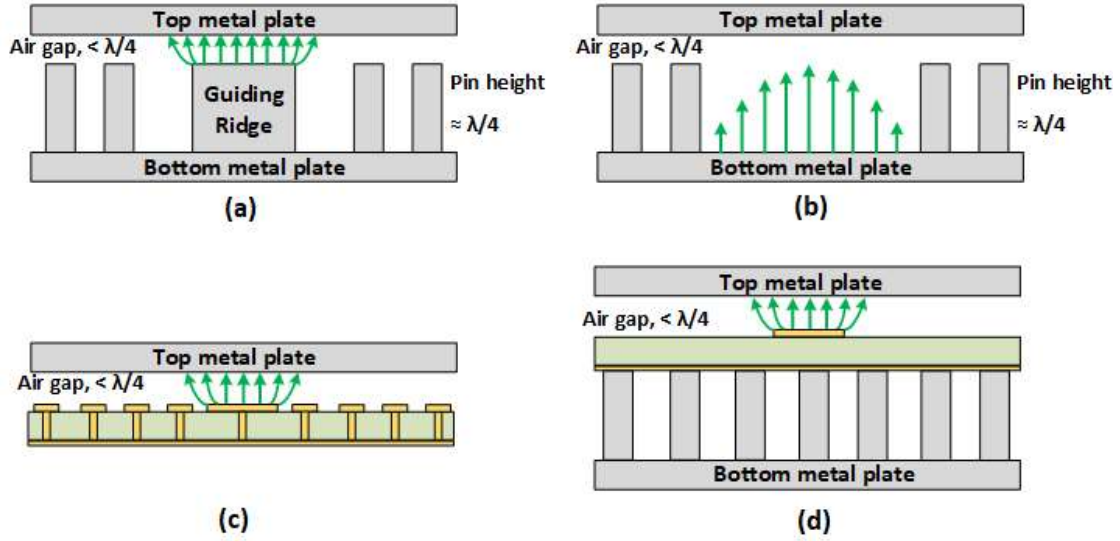 Top metal plate
Air gap, < λ/4
Guiding
Ridge
Pin height
≈ λ/4
Bottom metal plate
(a)
Top metal plate
Air gap, < λ/4
Pin height
≈ λ/4
Bottom metal plate
(b)
Top metal plate
Air gap, < λ/4
(c)
Top metal plate
Air gap, < λ/4
Bottom metal plate
(d)